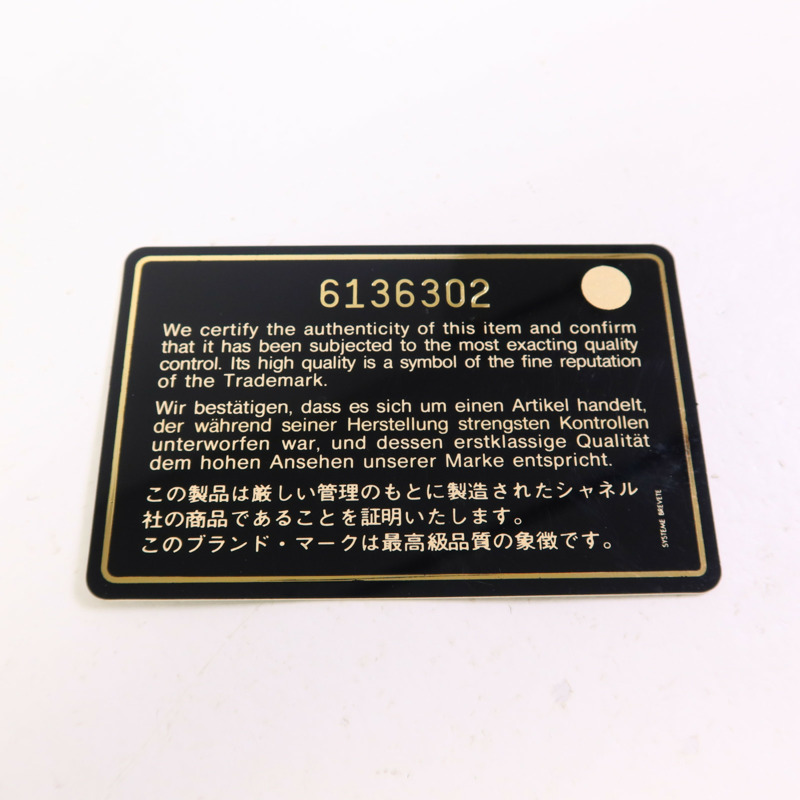 6136302
We certify the authenticity of this item and confirm
that it has been subjected to the most exacting quality
control. Its high quality is a symbol of the fine reputation
of the Trademark.
Wir bestätigen, dass es sich um einen Artikel handelt,
der während seiner Herstellung strengsten Kontrollen
unterworfen war, und dessen erstklassige Qualität
dem hohen Ansehen unserer Marke entspricht.
この製品は厳しい管理のもとに製造されたシャネル
社の商品であることを証明いたします。
このブランド・マークは最高級品質の象徴です。
SYSTEME BREVETE